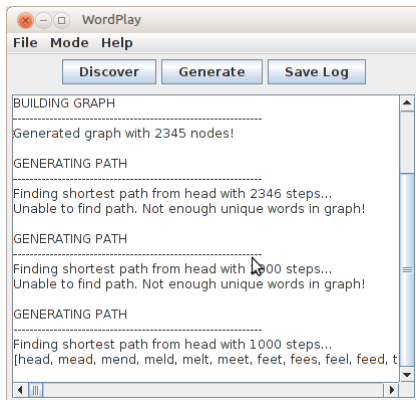 WordPlay
File Mode Help
Discover Generate Save Log
BUILDING GRAPH
------------------------------------------------------------
Generated graph with 2345 nodes!
GENERATING PATH
------------------------------------------------------------
Finding shortest path from head with 2346 steps...
Unable to find path. Not enough unique words in graph!
GENERATING PATH
------------------------------------------------------------
Finding shortest path from head with steps...
Unable to find path. Not enough unique words in graph!
GENERATING PATH
------------------------------------------------------------
Finding shortest path from head with 1000 steps...
[head, mead, mend, meld, melt, meet, feet, fees, feel, feed, t